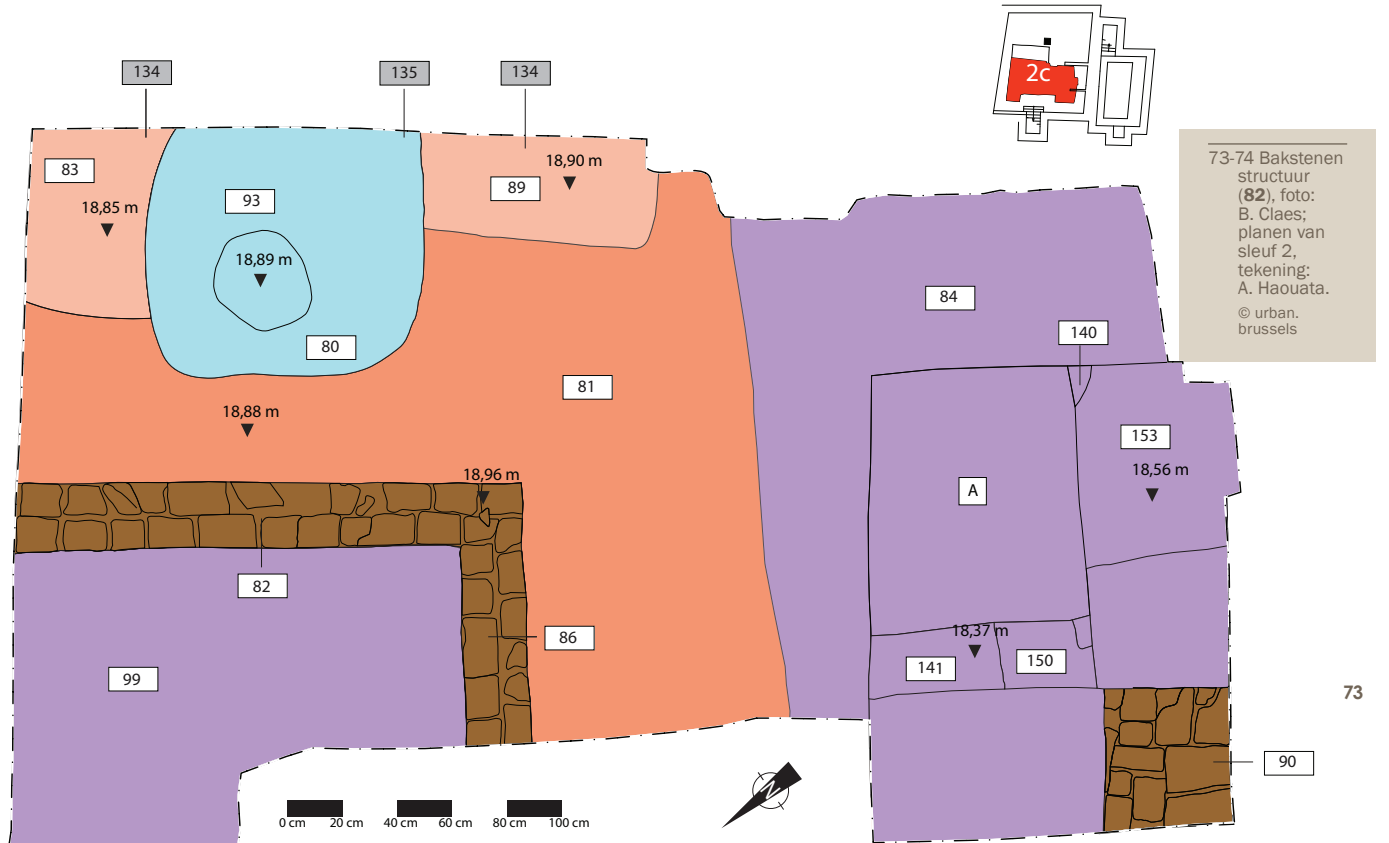 134
135
134
2c
83
18,85 m
93
18,89 m
80
89
18,90 m
73-74 Bakstenen
structuur
(82), foto:
B. Claes;
planen van
sleuf 2,
tekening:
A. Haouata.
© urban.
brussels
84
140
81
18,88 m
153
18,56 m
18,96 m
A
82
86
99
18,37 m
141
150
73
90
N
0 cm 20 cm 40 cm 60 cm 80 cm 100 cm